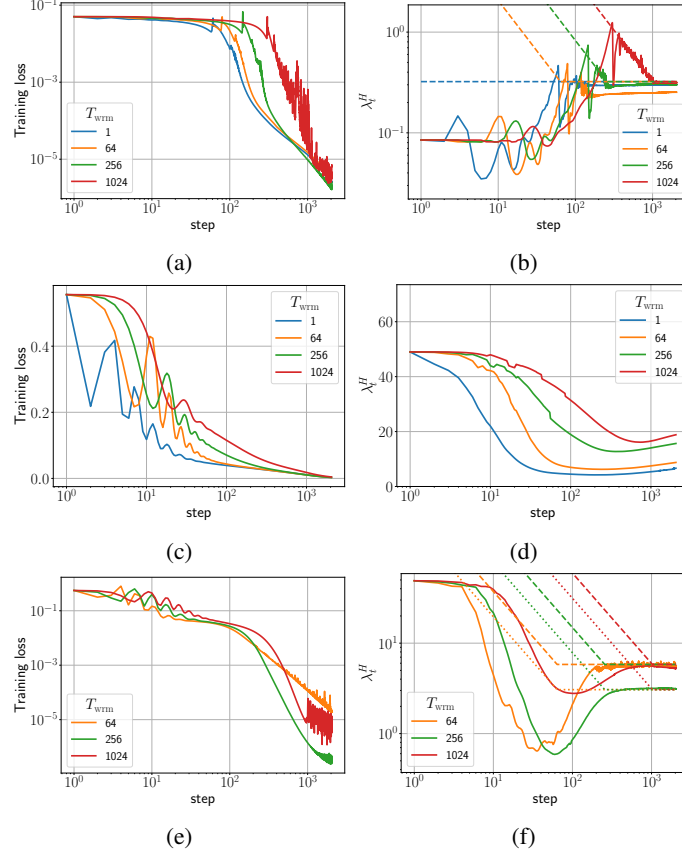 10⁻¹
10⁻³
10⁻⁵
Training loss
T_wrm
1
64
256
1024
10⁰ 10¹ 10² 10³
step
(a)
10⁰
10⁻¹
λ_t^H
T_wrm
1
64
256
1024
10⁰ 10¹ 10² 10³
step
(b)
0.4
0.2
0.0
Training loss
T_wrm
1
64
256
1024
10⁰ 10¹ 10² 10³
step
(c)
60
40
20
0
λ_t^H
T_wrm
1
64
256
1024
10⁰ 10¹ 10² 10³
step
(d)
10⁻¹
10⁻³
10⁻⁵
Training loss
T_wrm
64
256
1024
10⁰ 10¹ 10² 10³
step
(e)
10¹
10⁰
λ_t^H
T_wrm
64
256
1024
10⁰ 10¹ 10² 10³
step
(f)